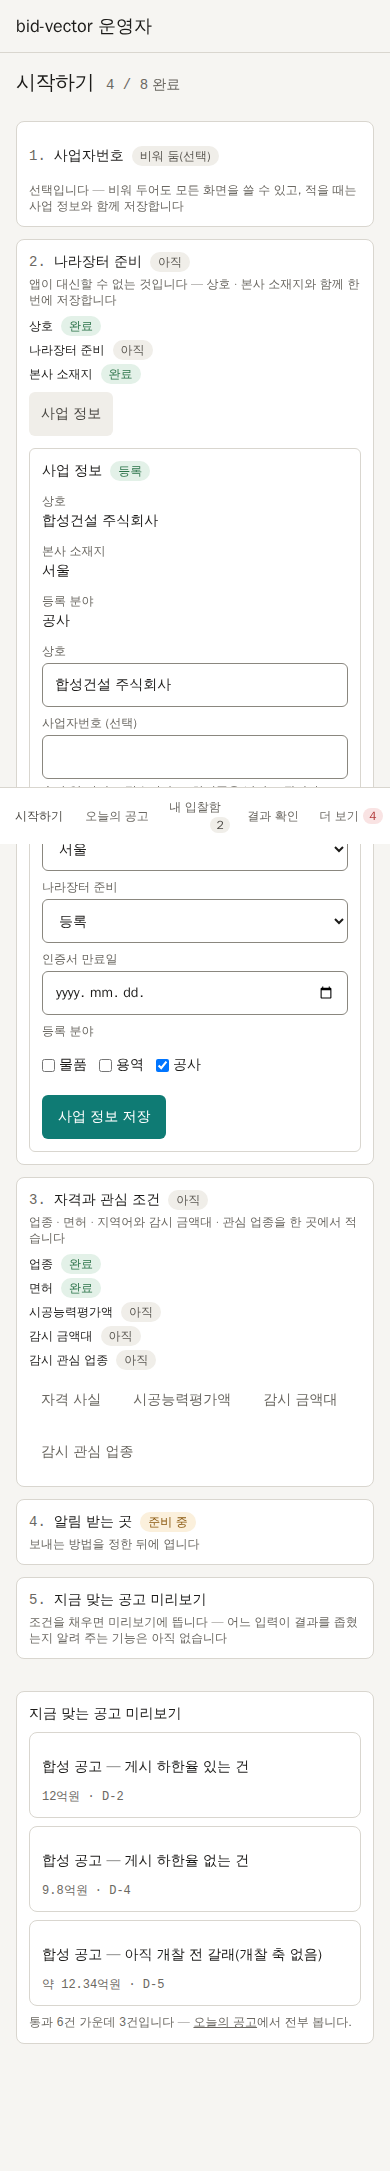 bid-vector 운영자
시작하기 4 / 8 완료
1. 사업자번호 비워 둠(선택)
선택입니다 — 비워 두어도 모든 화면을 쓸 수 있고, 적을 때는
사업 정보와 함께 저장합니다
2. 나라장터 준비 아직
앱이 대신할 수 없는 것입니다 — 상호 · 본사 소재지와 함께 한
번에 저장합니다
상호 완료
나라장터 준비 아직
본사 소재지 완료
사업 정보
사업 정보 등록
상호
합성건설 주식회사
본사 소재지
서울
등록 분야
공사
상호
합성건설 주식회사
사업자번호 (선택)
시작하기 오늘의 공고 내 입찰함 2 결과 확인 더 보기 4
서울
나라장터 준비
등록
인증서 만료일
yyyy. mm. dd.
등록 분야
물품 용역 공사
사업 정보 저장
3. 자격과 관심 조건 아직
업종 · 면허 · 지역어와 감시 금액대 · 관심 업종을 한 곳에서 적
습니다
업종 완료
면허 완료
시공능력평가액 아직
감시 금액대 아직
감시 관심 업종 아직
자격 사실 시공능력평가액 감시 금액대
감시 관심 업종
4. 알림 받는 곳 준비 중
보내는 방법을 정한 뒤에 엽니다
5. 지금 맞는 공고 미리보기
조건을 채우면 미리보기에 뜹니다 — 어느 입력이 결과를 좁혔
는지 알려 주는 기능은 아직 없습니다
지금 맞는 공고 미리보기
합성 공고 — 게시 하한율 있는 건
12억원 · D-2
합성 공고 — 게시 하한율 없는 건
9.8억원 · D-4
합성 공고 — 아직 개찰 전 갈래(개찰 축 없음)
약 12.34억원 · D-5
통과 6건 가운데 3건입니다 — 오늘의 공고에서 전부 봅니다.